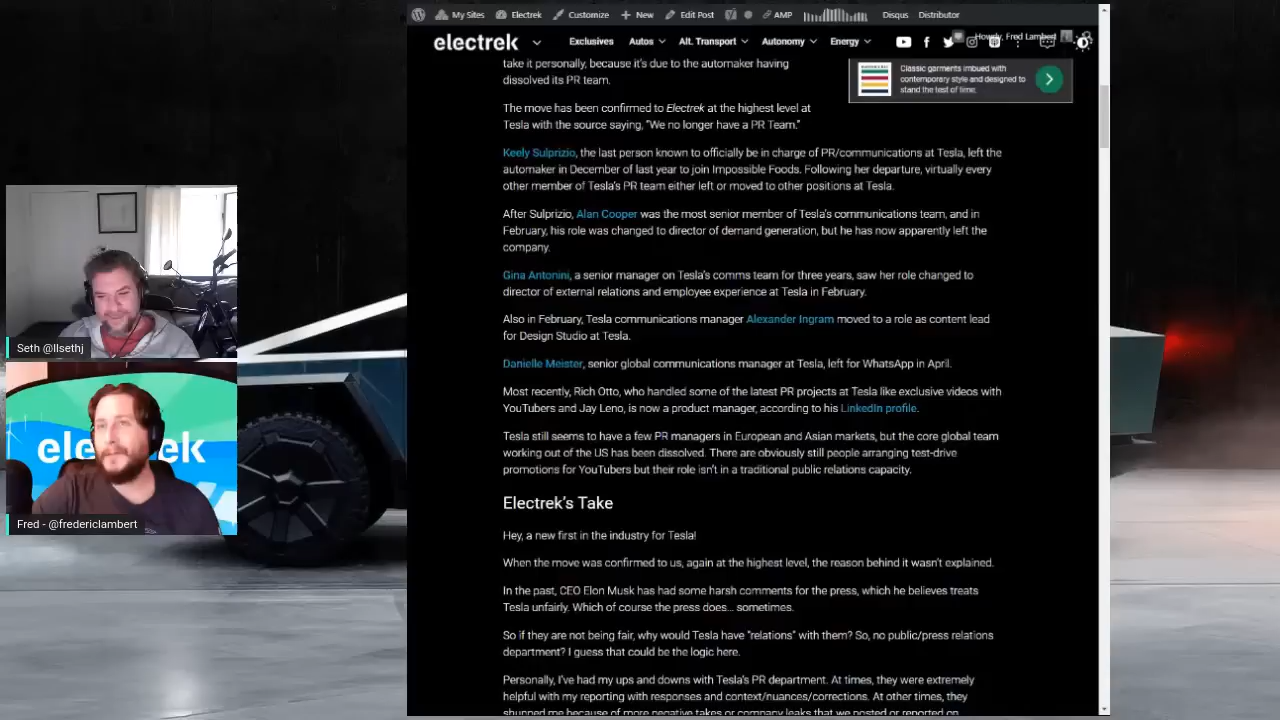 My Sites Electrek Customize New Edit Post AMP Disqus Distributor
electrek Exclusives Autos Alt. Transport Autonomy Energy Howdy, Fred Lambert
take it personally, because it's due to the automaker having
dissolved its PR team.
Classic garments imbued with
contemporary style and designed to
stand the test of time.
The move has been confirmed to Electrek at the highest level at
Tesla with the source saying, "We no longer have a PR Team."
Keely Sulprizio, the last person known to officially be in charge of PR/communications at Tesla, left the
automaker in December of last year to join Impossible Foods. Following her departure, virtually every
other member of Tesla's PR team either left or moved to other positions at Tesla.
After Sulprizio, Alan Cooper was the most senior member of Tesla's communications team, and in
February, his role was changed to director of demand generation, but he has now apparently left the
company.
Gina Antonini, a senior manager on Tesla's comms team for three years, saw her role changed to
director of external relations and employee experience at Tesla in February.
Also in February, Tesla communications manager Alexander Ingram moved to a role as content lead
for Design Studio at Tesla.
Danielle Meister, senior global communications manager at Tesla, left for WhatsApp in April.
Most recently, Rich Otto, who handled some of the latest PR projects at Tesla like exclusive videos with
YouTubers and Jay Leno, is now a product manager, according to his LinkedIn profile.
Tesla still seems to have a few PR managers in European and Asian markets, but the core global team
working out of the US has been dissolved. There are obviously still people arranging test-drive
promotions for YouTubers but their role isn't in a traditional public relations capacity.
Electrek's Take
Hey, a new first in the industry for Tesla!
When the move was confirmed to us, again at the highest level, the reason behind it wasn't explained.
In the past, CEO Elon Musk has had some harsh comments for the press, which he believes treats
Tesla unfairly. Which of course the press does… sometimes.
So if they are not being fair, why would Tesla have "relations" with them? So, no public/press relations
department? I guess that could be the logic here.
Personally, I've had my ups and downs with Tesla's PR department. At times, they were extremely
helpful with my reporting with responses and context/nuances/corrections. At other times, they
shunned me because of more negative takes or company leaks that we posted or reported on
Seth @llsethj
ele ek
Fred - @fredericlambert